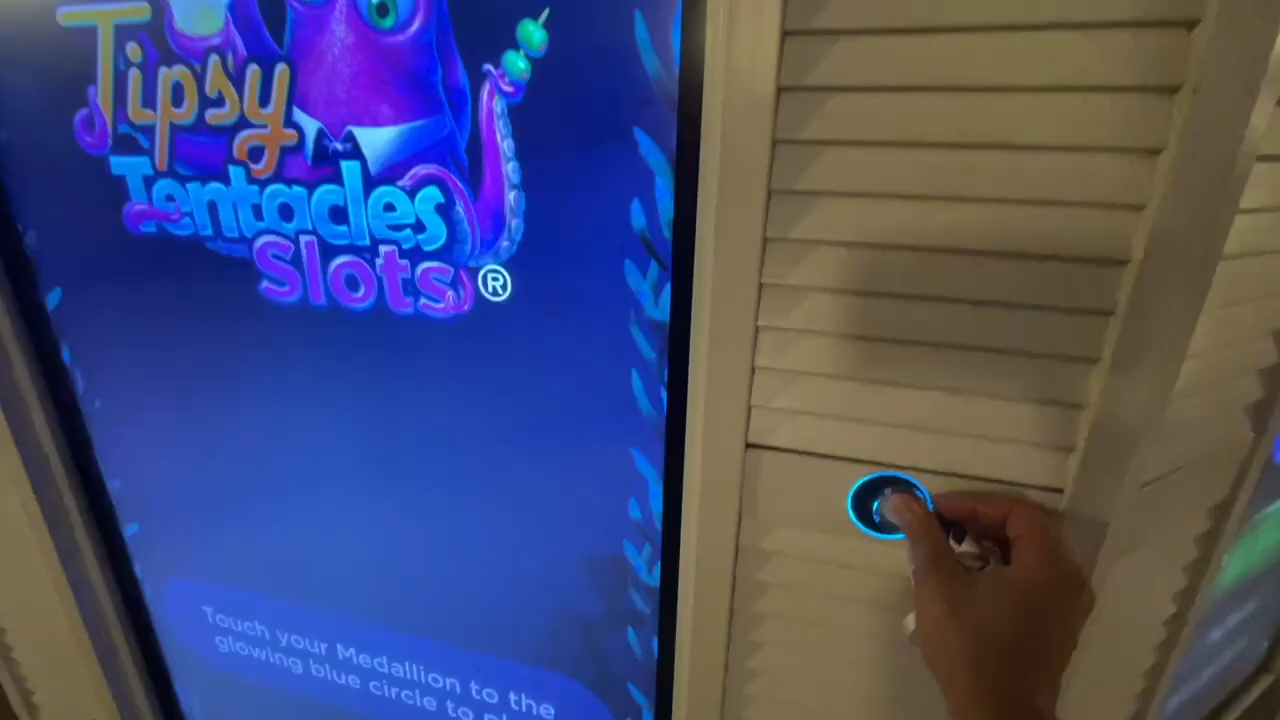 Tipsy
Tentacles
Slots®
Touch your Medallion to the
glowing blue circle to